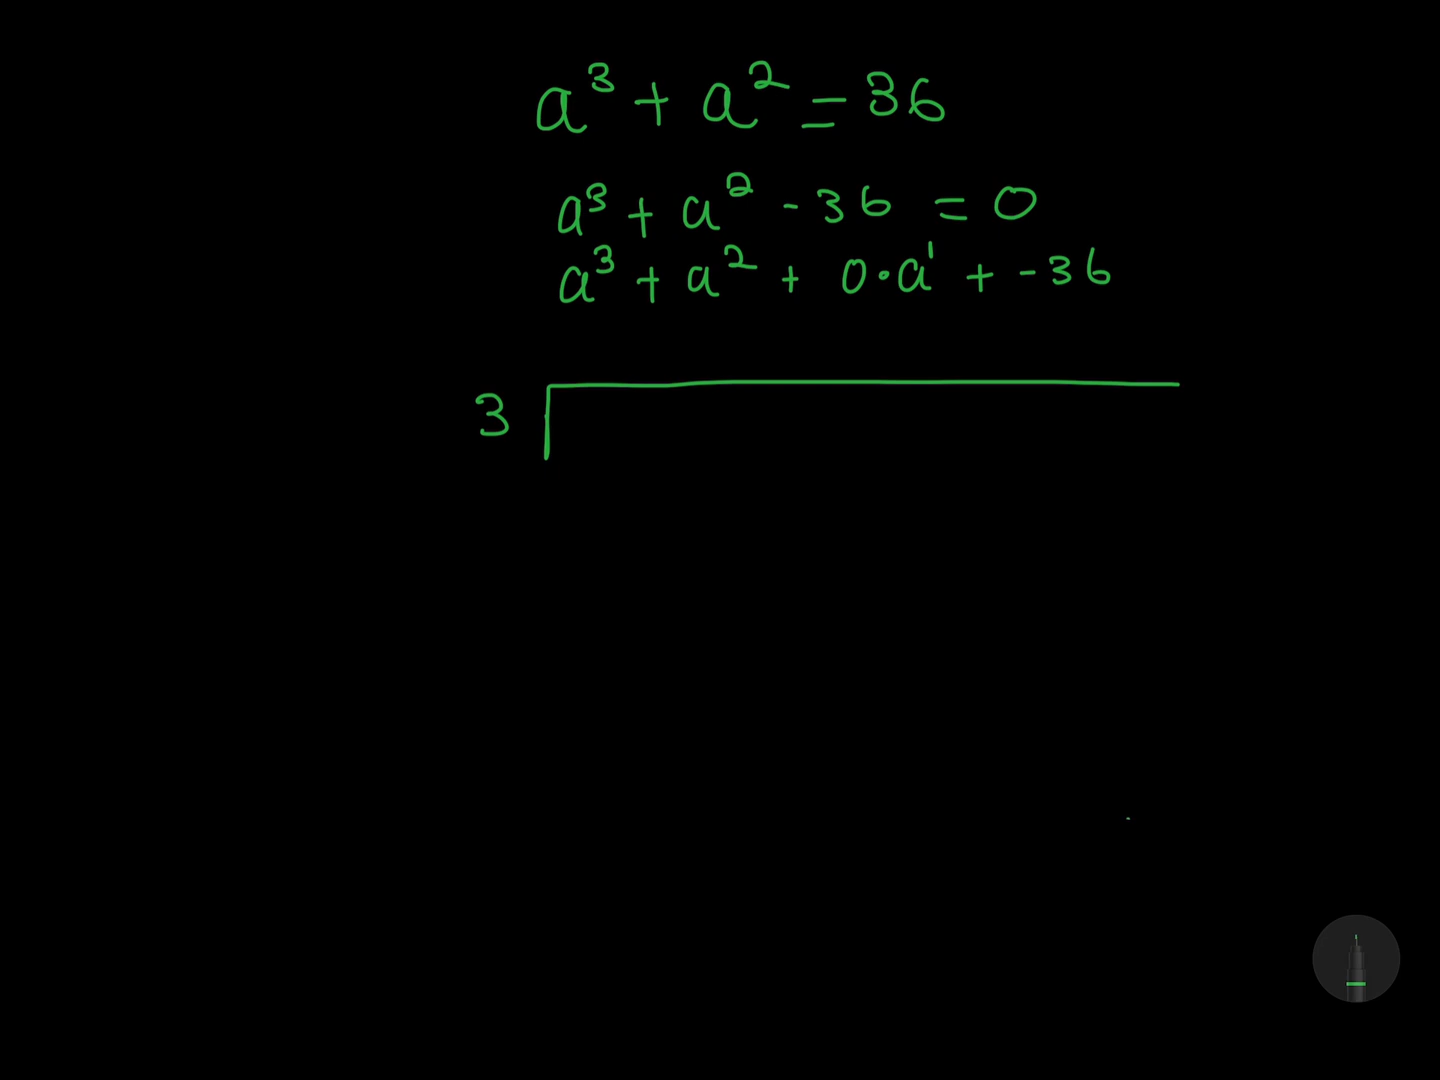 a³ + a² = 36
a³ + a² - 36 = 0
a³ + a² + 0·a¹ + -36
3